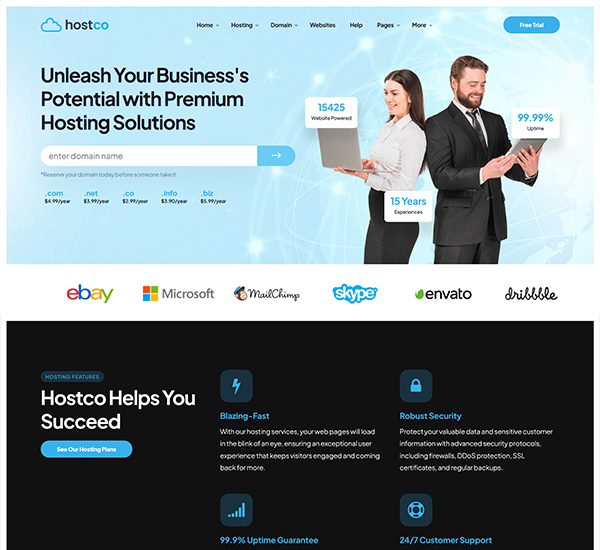 hostco
Home Hosting Domain Websites Help Pages More
Free Trial
Unleash Your Business's
Potential with Premium
Hosting Solutions
enter domain name
*Reserve your domain today before someone take it.
.com .net .co .info .biz
$4.99/year $3.99/year $2.99/year $3.90/year $5.99/year
15425
Website Powered
99.99%
Uptime
15 Years
Experiences
ebay Microsoft MailChimp skype envato dribbble
HOSTING FEATURES
Hostco Helps You
Succeed
See Our Hosting Plans
Blazing-Fast
With our hosting services, your web pages will load
in the blink of an eye, ensuring an exceptional user
experience that keeps visitors engaged and coming
back for more.
Robust Security
Protect your valuable data and sensitive customer
information with advanced security protocols,
including firewalls, DDoS protection, SSL
certificates, and regular backups.
99.9% Uptime Guarantee
24/7 Customer Support